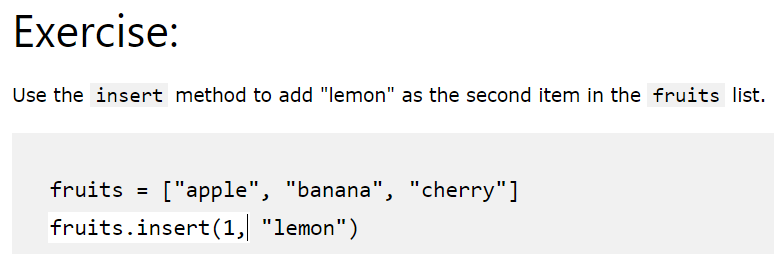 Exercise:
Use the insert method to add "lemon" as the second item in the fruits list.
fruits = ["apple", "banana", "cherry"]
fruits.insert(1, "lemon")